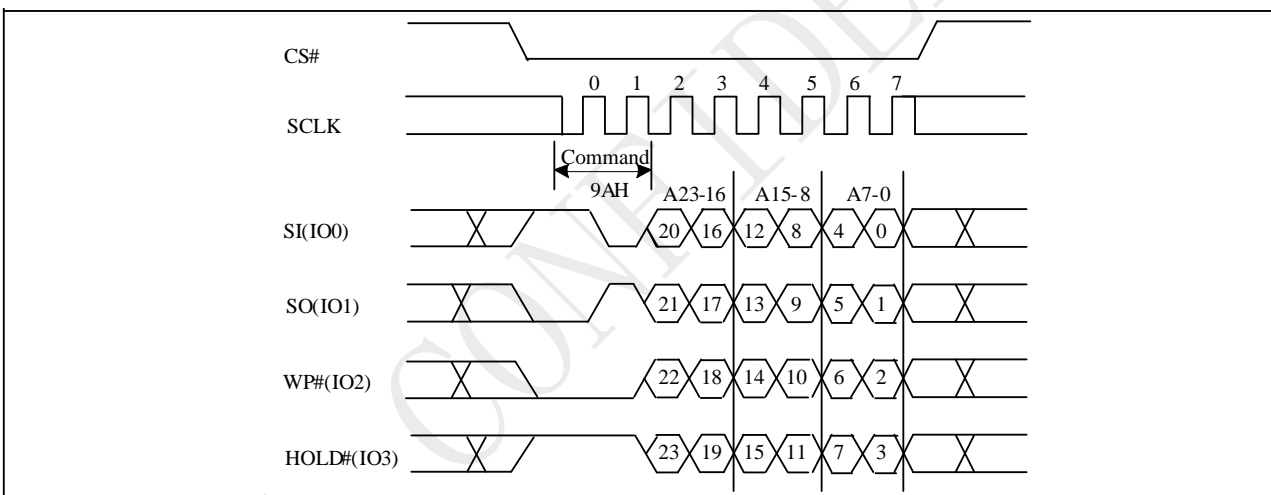 CS#
0 1 2 3 4 5 6 7
SCLK
Command
9AH
A23-16 A15-8 A7-0
SI(IO0) 20 16 12 8 4 0
SO(IO1) 21 17 13 9 5 1
WP#(IO2) 22 18 14 10 6 2
HOLD#(IO3) 23 19 15 11 7 3